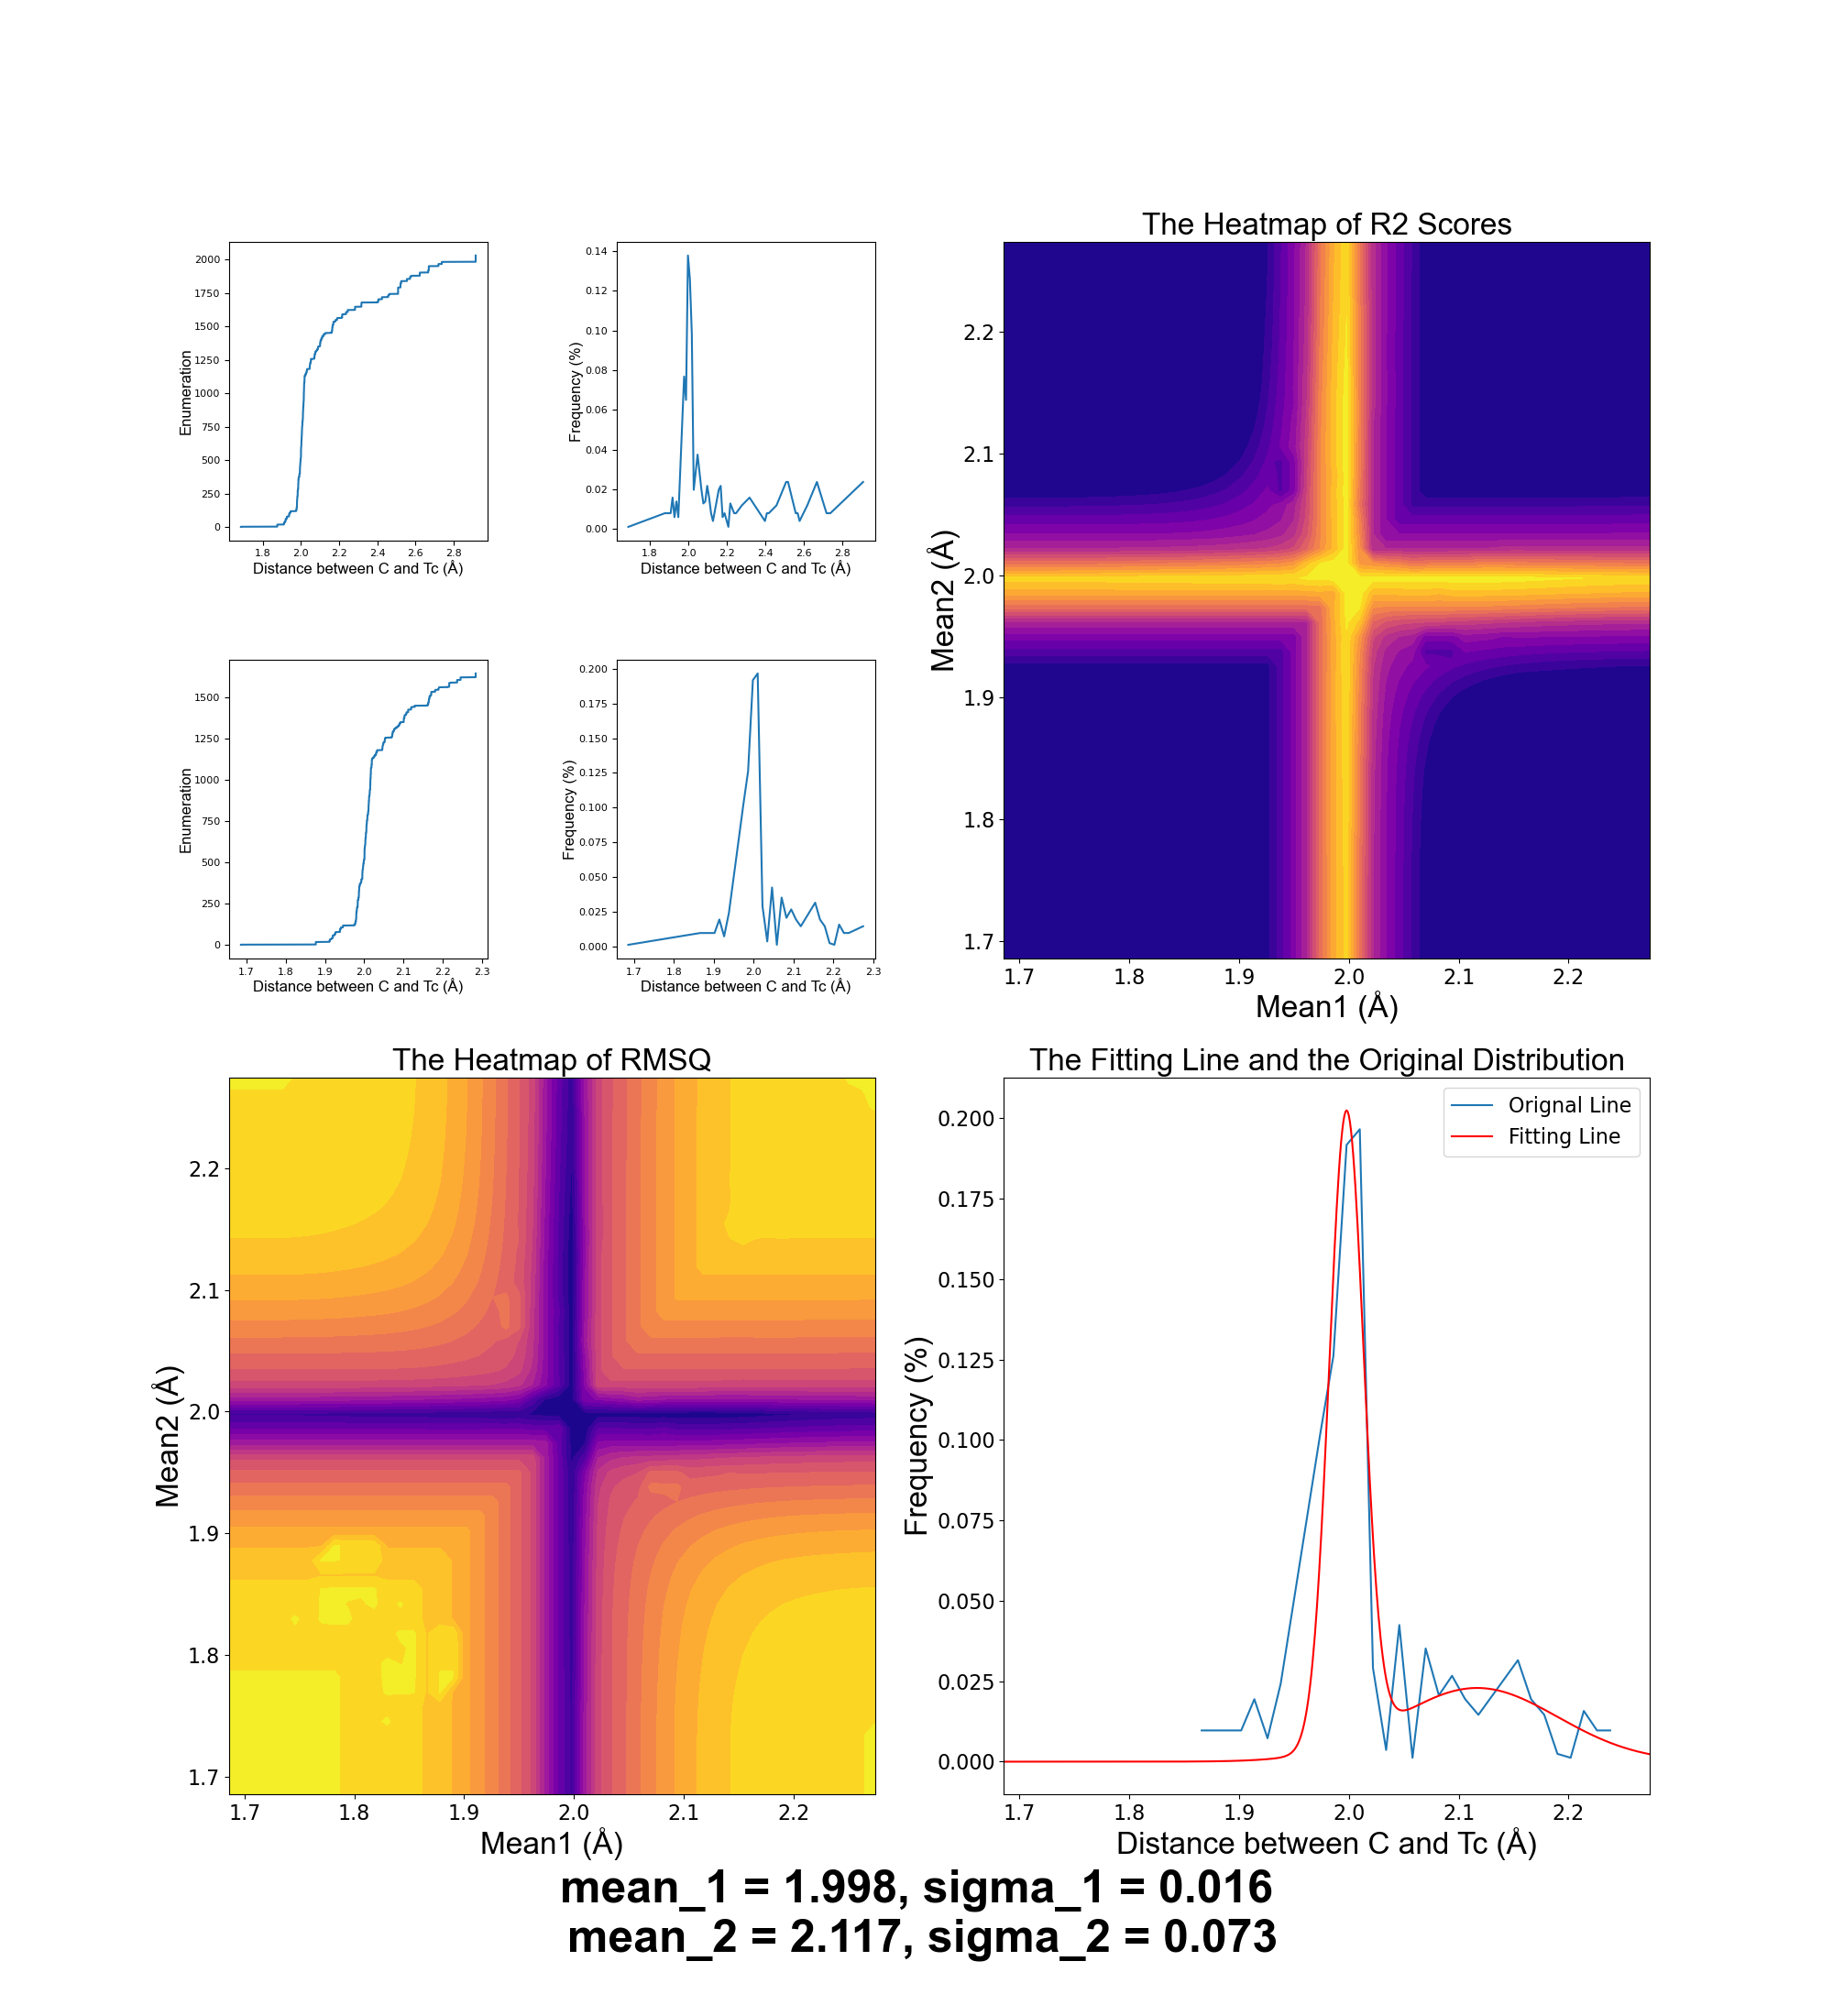 The Heatmap of R2 Scores
2000
1750
1500
1250
1000
750
500
250
0
Enumeration
1.8 2.0 2.2 2.4 2.6 2.8
Distance between C and Tc (Å)
0.14
0.12
0.10
0.08
0.06
0.04
0.02
0.00
Frequency (%)
1.8 2.0 2.2 2.4 2.6 2.8
Distance between C and Tc (Å)
2.2
2.1
2.0
1.9
1.8
1.7
Mean2 (Å)
1.7 1.8 1.9 2.0 2.1 2.2
Mean1 (Å)
1500
1250
1000
750
500
250
0
Enumeration
1.7 1.8 1.9 2.0 2.1 2.2 2.3
Distance between C and Tc (Å)
0.200
0.175
0.150
0.125
0.100
0.075
0.050
0.025
0.000
Frequency (%)
1.7 1.8 1.9 2.0 2.1 2.2 2.3
Distance between C and Tc (Å)
The Heatmap of RMSQ
2.2
2.1
2.0
1.9
1.8
1.7
Mean2 (Å)
1.7 1.8 1.9 2.0 2.1 2.2
Mean1 (Å)
The Fitting Line and the Original Distribution
Orignal Line
Fitting Line
0.200
0.175
0.150
0.125
0.100
0.075
0.050
0.025
0.000
Frequency (%)
1.7 1.8 1.9 2.0 2.1 2.2
Distance between C and Tc (Å)
mean_1 = 1.998, sigma_1 = 0.016
mean_2 = 2.117, sigma_2 = 0.073